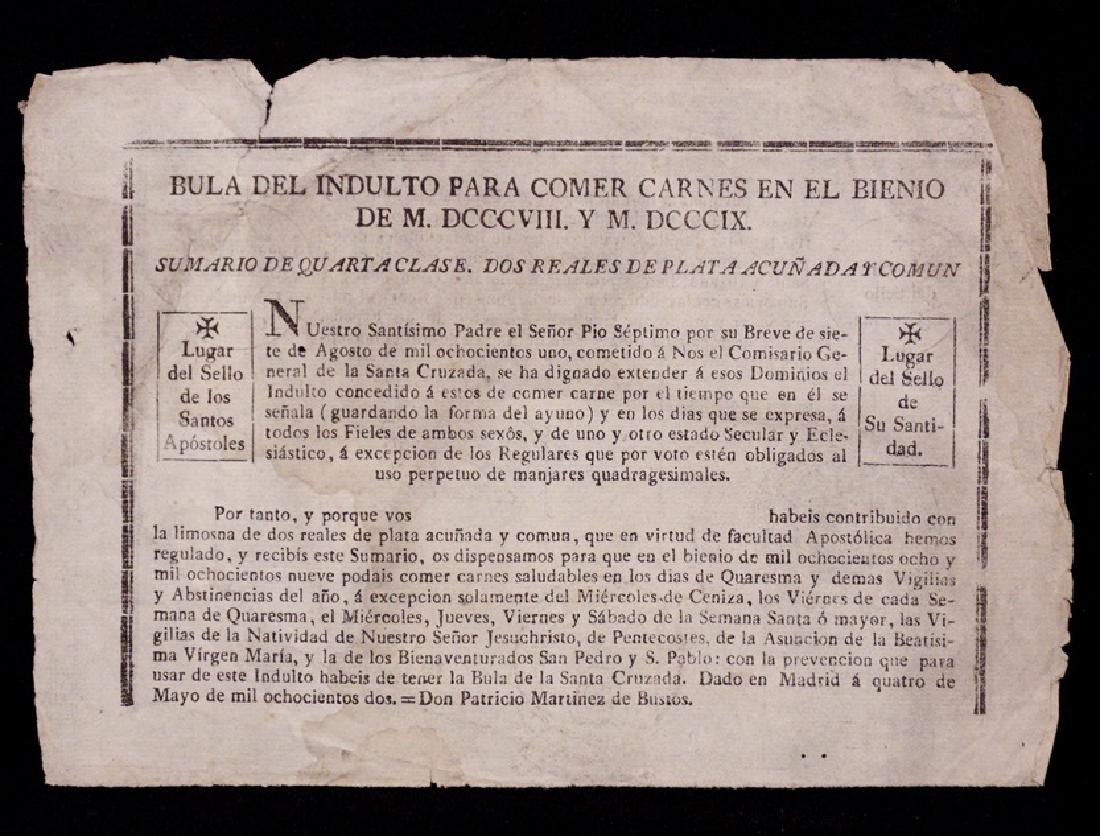 BULA DEL INDULTO PARA COMER CARNES EN EL BIENIO
DE M. DCCCVIII. Y M. DCCCIX.
SUMARIO DE QUARTA CLASE. DOS REALES DE PLATA ACUÑADA Y COMUN
✠
Lugar
del Sello
de los
Santos
Apóstoles
NUestro Santísimo Padre el Señor Pio Séptimo por su Breve de sie-
te de Agosto de mil ochocientos uno, cometido á Nos el Comisario Ge-
neral de la Santa Cruzada, se ha dignado extender á esos Dominios el
Indulto concedido á estos de comer carne por el tiempo que en él se
señala (guardando la forma del ayuno) y en los dias que se expresa, á
todos los Fieles de ambos sexôs, y de uno y otro estado Secular y Ecle-
siástico, á excepcion de los Regulares que por voto estén obligados al
uso perpetuo de manjares quadragesimales.
✠
Lugar
del Sello
de
Su Santi-
dad.
Por tanto, y porque vos habeis contribuido con
la limosna de dos reales de plata acuñada y comun, que en virtud de facultad Apostólica hemos
regulado, y recibís este Sumario, os dispensamos para que en el bienio de mil ochocientos ocho y
mil ochocientos nueve podais comer carnes saludables en los dias de Quaresma y demas Vigilias
y Abstinencias del año, á excepcion solamente del Miércoles de Ceniza, los Viérnes de cada Se-
mana de Quaresma, el Miércoles, Jueves, Viernes y Sábado de la Semana Santa ó mayor, las Vi-
gilias de la Natividad de Nuestro Señor Jesuchristo, de Pentecostes, de la Asuncion de la Beatísi-
ma Vírgen María, y la de los Bienaventurados San Pedro y S. Pablo: con la prevencion que para
usar de este Indulto habeis de tener la Bula de la Santa Cruzada. Dado en Madrid á quatro de
Mayo de mil ochocientos dos. = Don Patricio Martinez de Bustos.